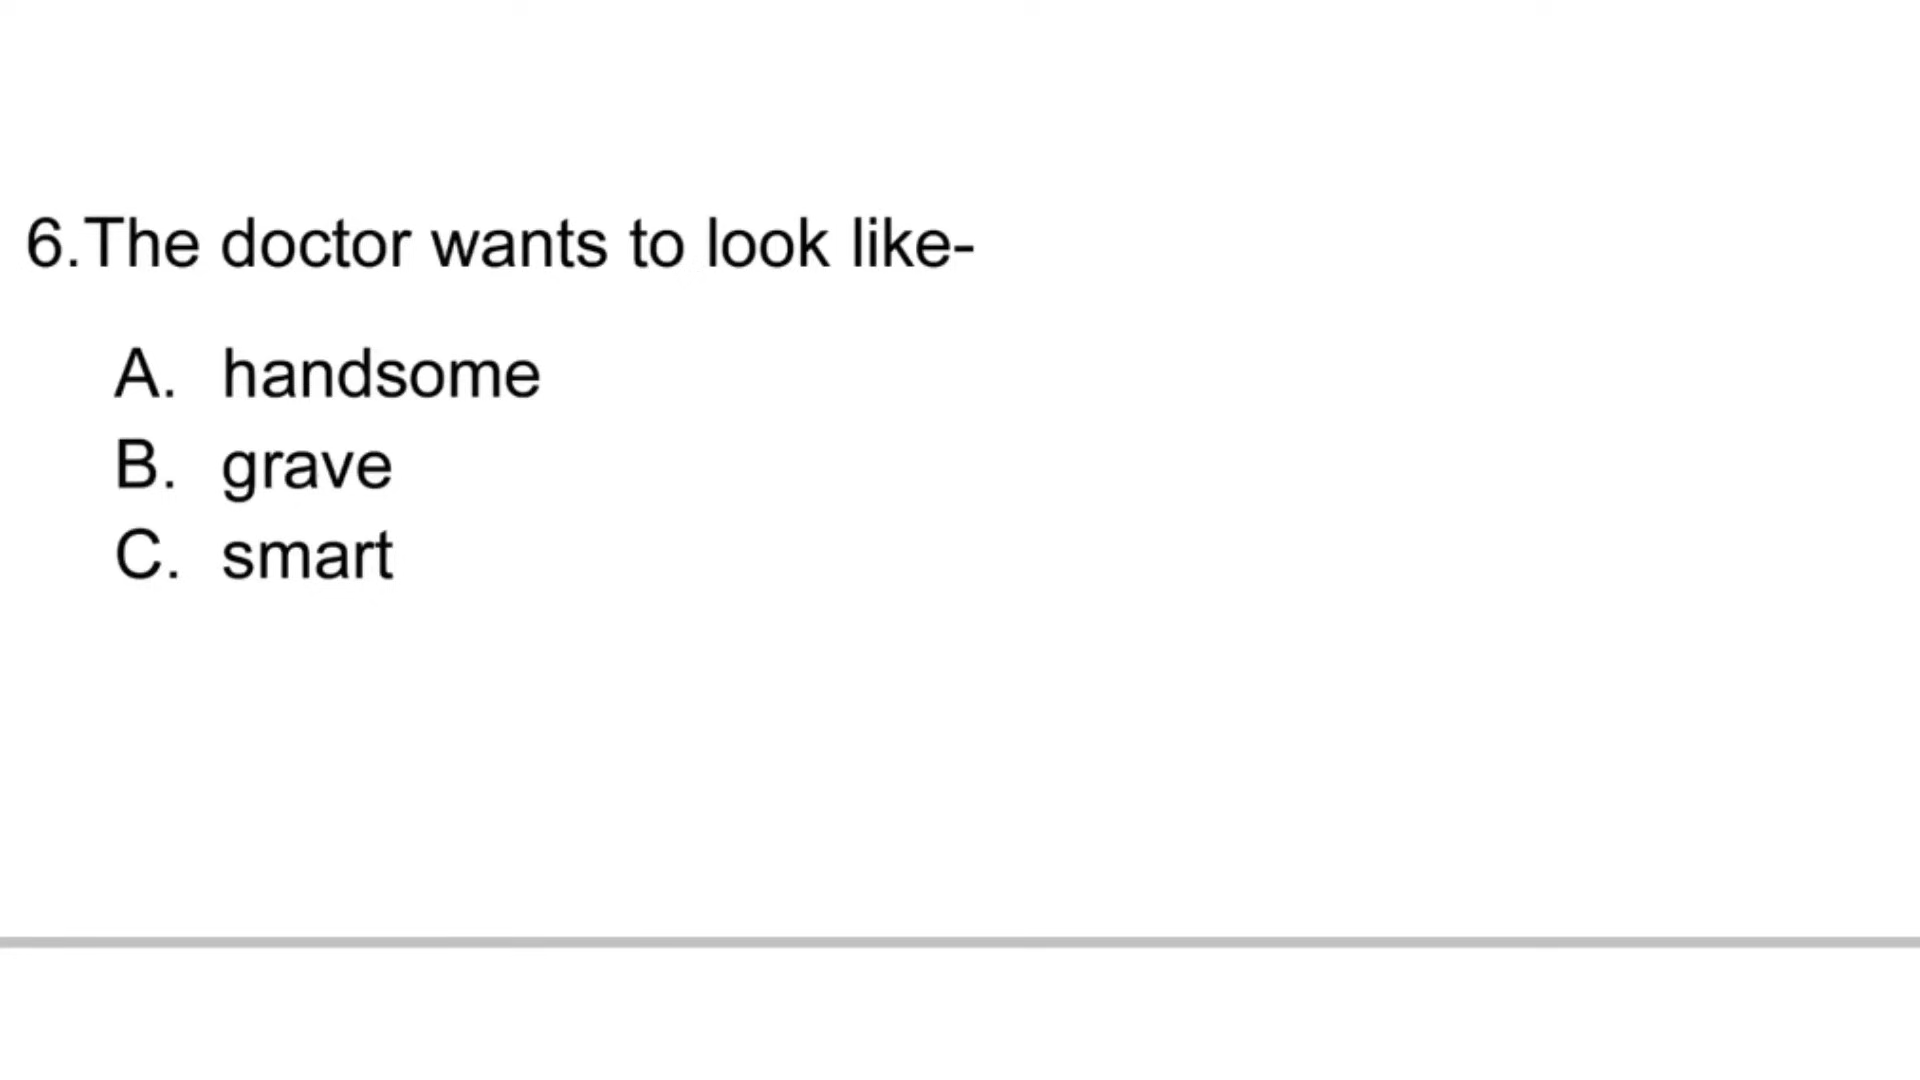 6.The doctor wants to look like-
A. handsome
B. grave
C. smart